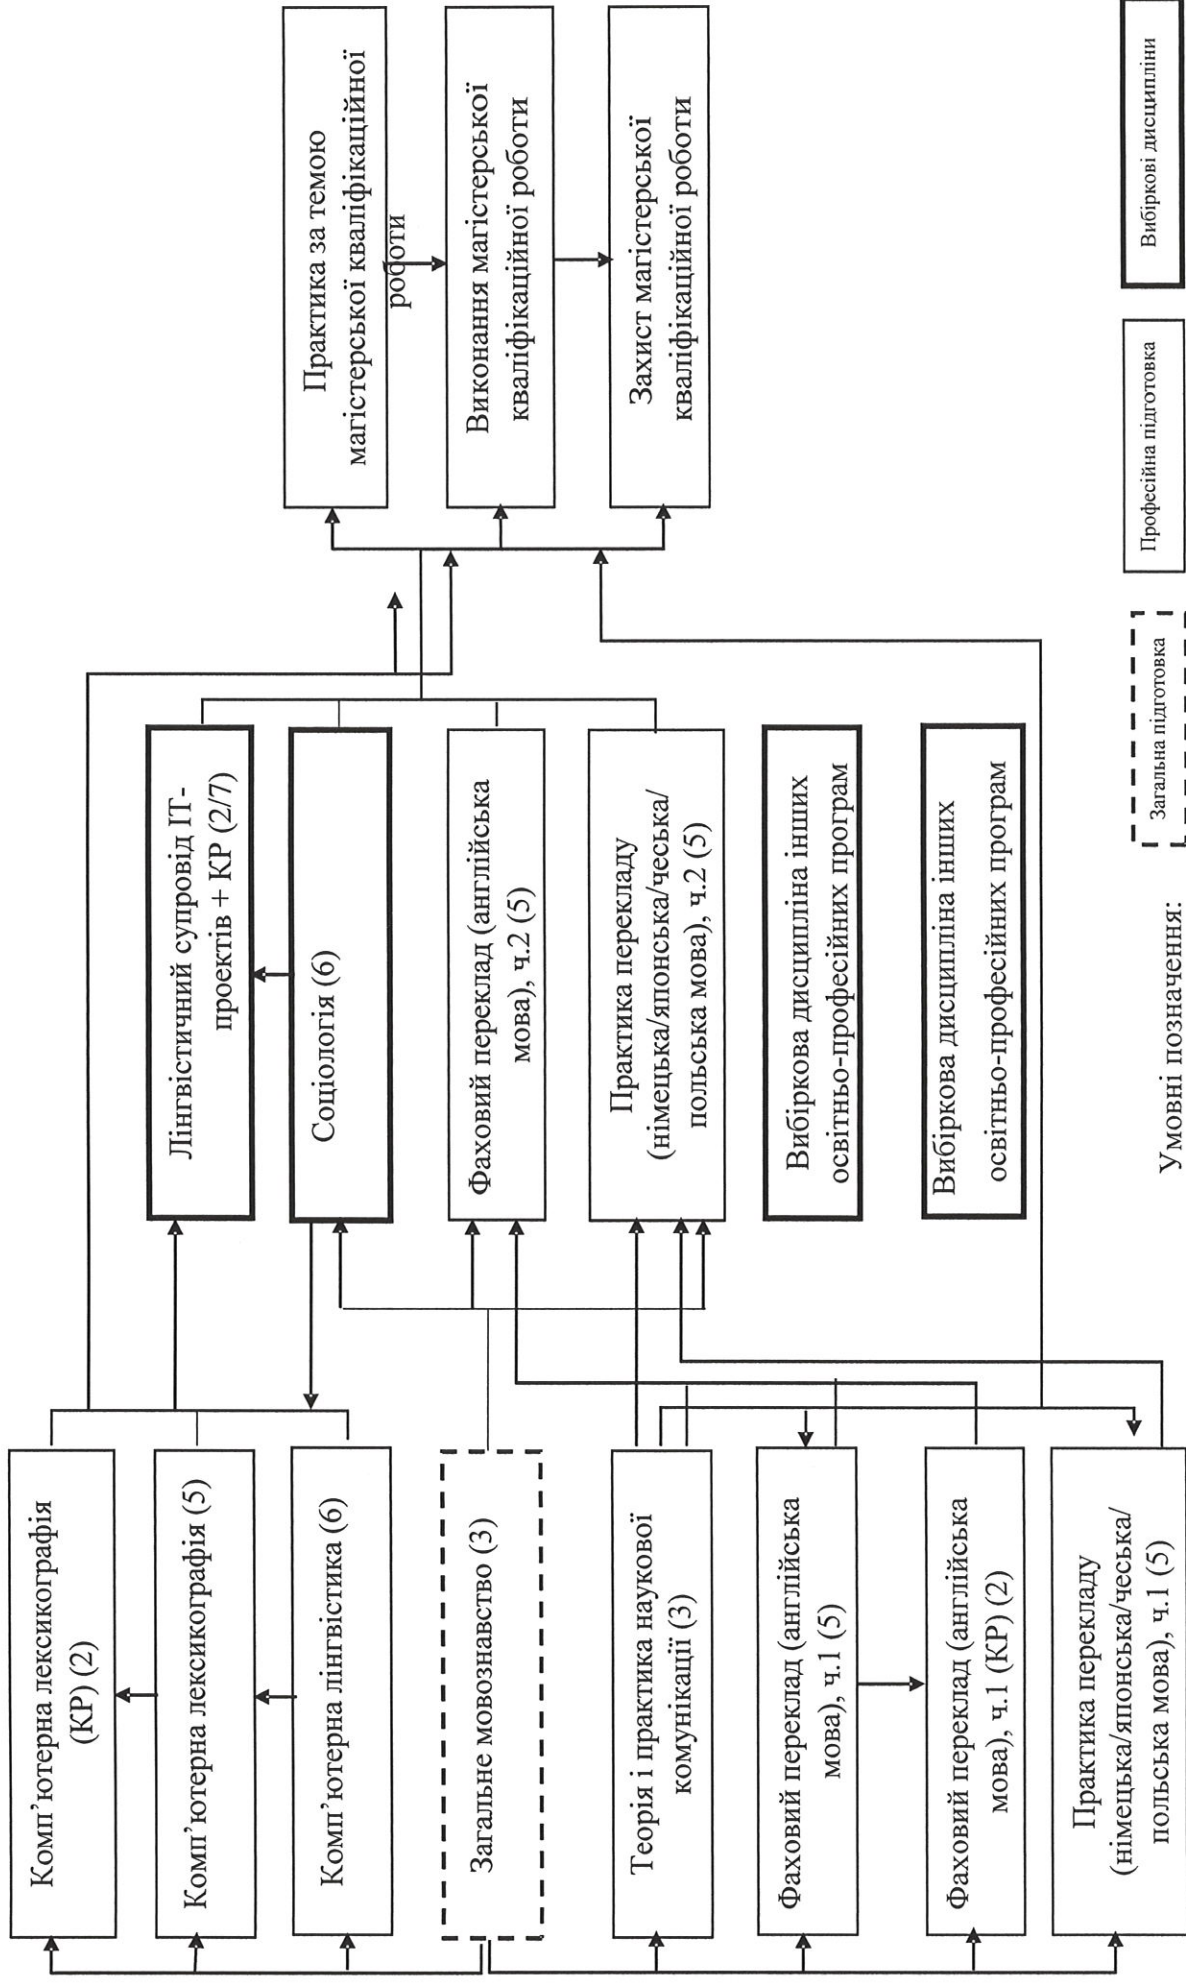 Комп’ютерна лексикографія
(КР) (2)
Комп’ютерна лексикографія (5)
Комп’ютерна лінгвістика (6)
Загальне мовознавство (3)
Теорія і практика наукової
комунікації (3)
Фаховий переклад (англійська
мова), ч.1 (5)
Фаховий переклад (англійська
мова), ч.1 (КР) (2)
Практика перекладу
(німецька/японська/чеська/
польська мова), ч.1 (5)
Лінгвістичний супровід ІТ-
проектів + КР (2/7)
Соціологія (6)
Фаховий переклад (англійська
мова), ч.2 (5)
Практика перекладу
(німецька/японська/чеська/
польська мова), ч.2 (5)
Вибіркова дисципліна інших
освітньо-професійних програм
Вибіркова дисципліна інших
освітньо-професійних програм
Практика за темою
магістерської кваліфікаційної
роботи
Виконання магістерської
кваліфікаційної роботи
Захист магістерської
кваліфікаційної роботи
Умовні позначення:
Загальна підготовка
Професійна підготовка
Вибіркові дисципліни